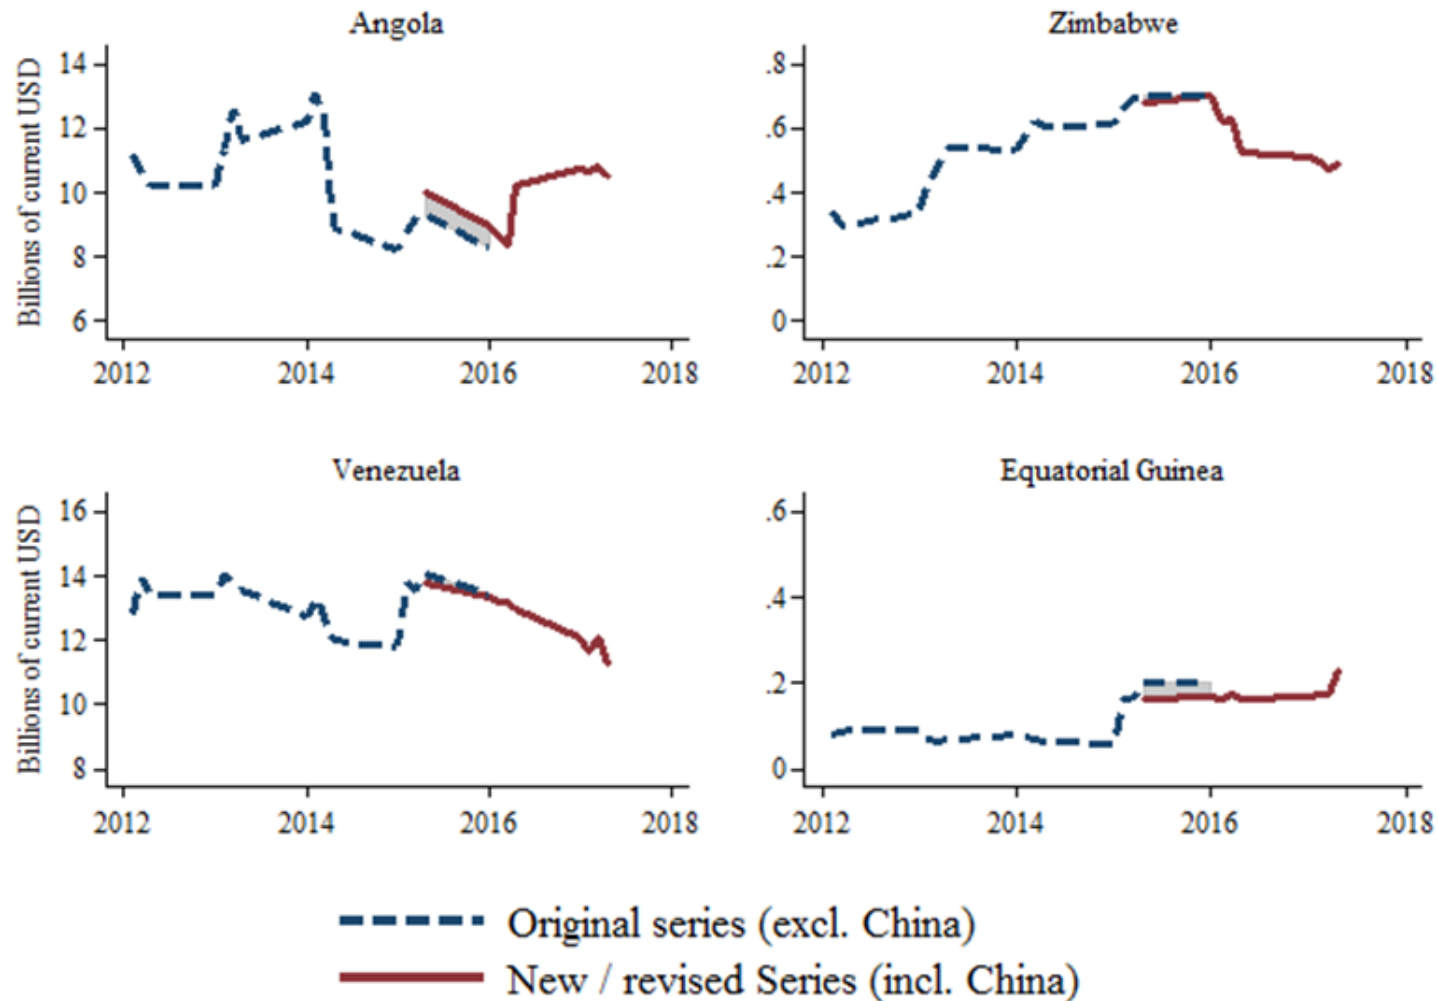 Angola
Billions of current USD
14
12
10
8
6
2012 2014 2016 2018
Zimbabwe
.8
.6
.4
.2
0
2012 2014 2016 2018
Venezuela
Billions of current USD
16
14
12
10
8
2012 2014 2016 2018
Equatorial Guinea
.6
.4
.2
0
2012 2014 2016 2018
Original series (excl. China)
New / revised Series (incl. China)